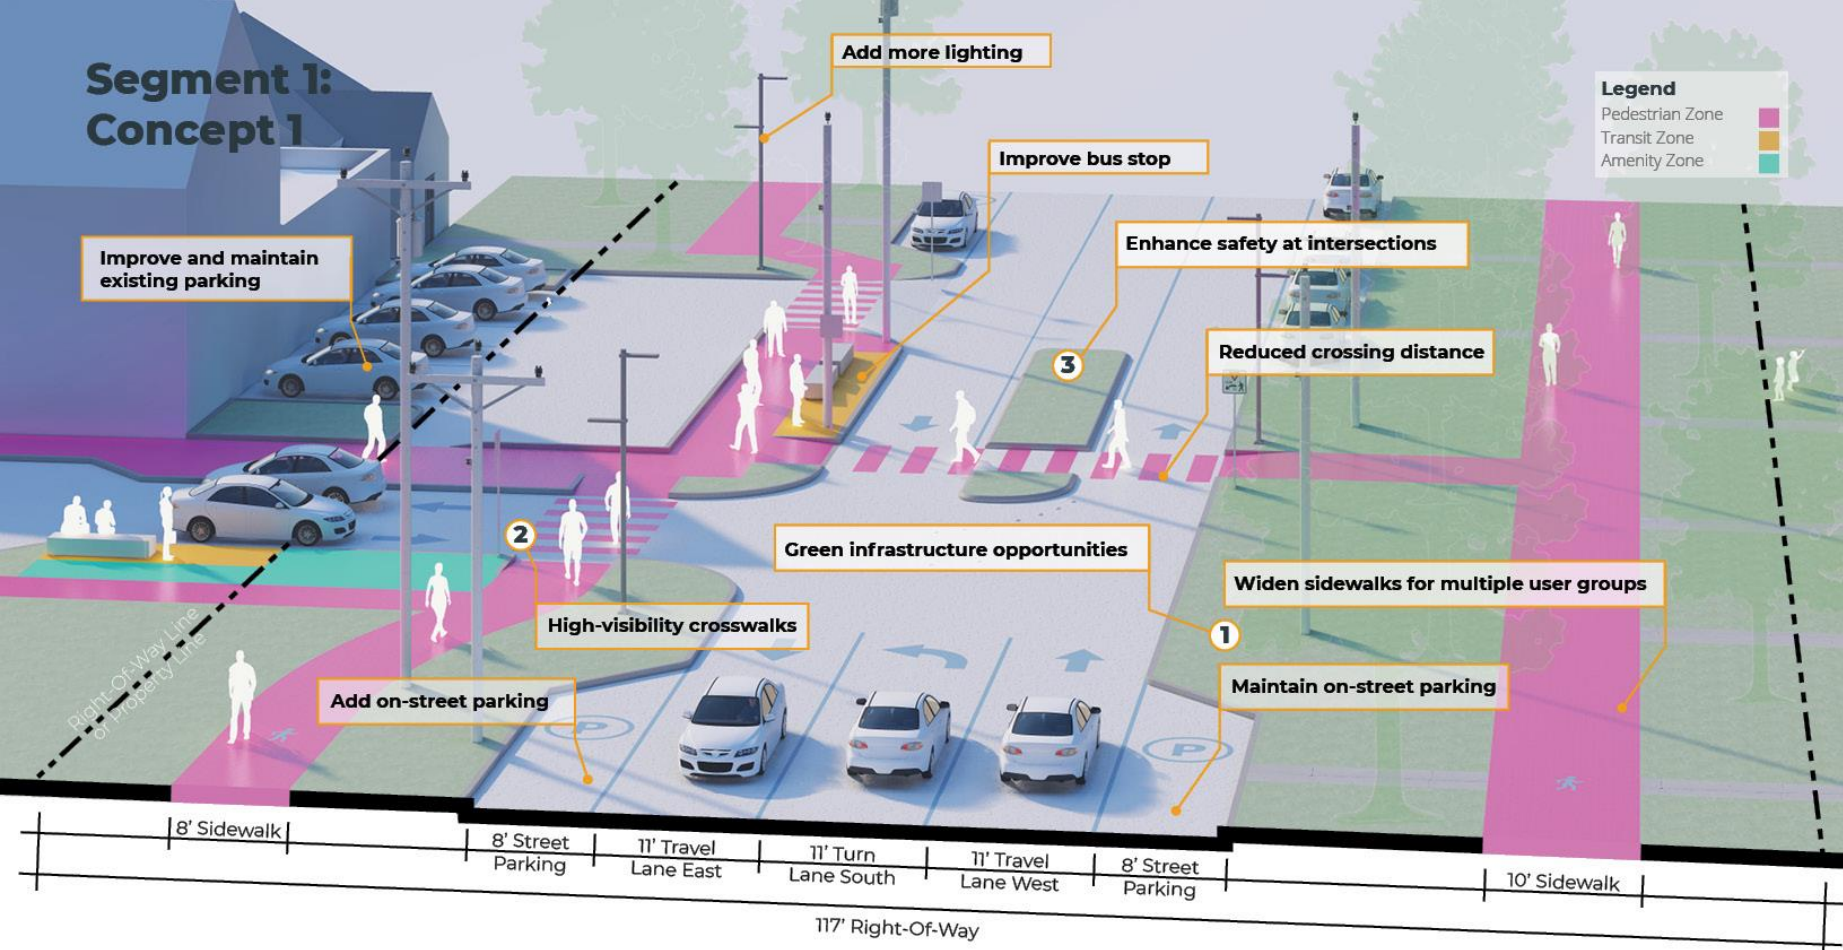 Segment 1:
Concept 1
Add more lighting
Legend
Pedestrian Zone
Transit Zone
Amenity Zone
Improve bus stop
Enhance safety at intersections
Improve and maintain
existing parking
Reduced crossing distance
3
2
Green infrastructure opportunities
Widen sidewalks for multiple user groups
High-visibility crosswalks
1
Right-Of-Way Line
or Property Line
Add on-street parking
Maintain on-street parking
P
P
8' Sidewalk
8' Street
Parking
11' Travel
Lane East
11' Turn
Lane South
11' Travel
Lane West
8' Street
Parking
10' Sidewalk
117' Right-Of-Way